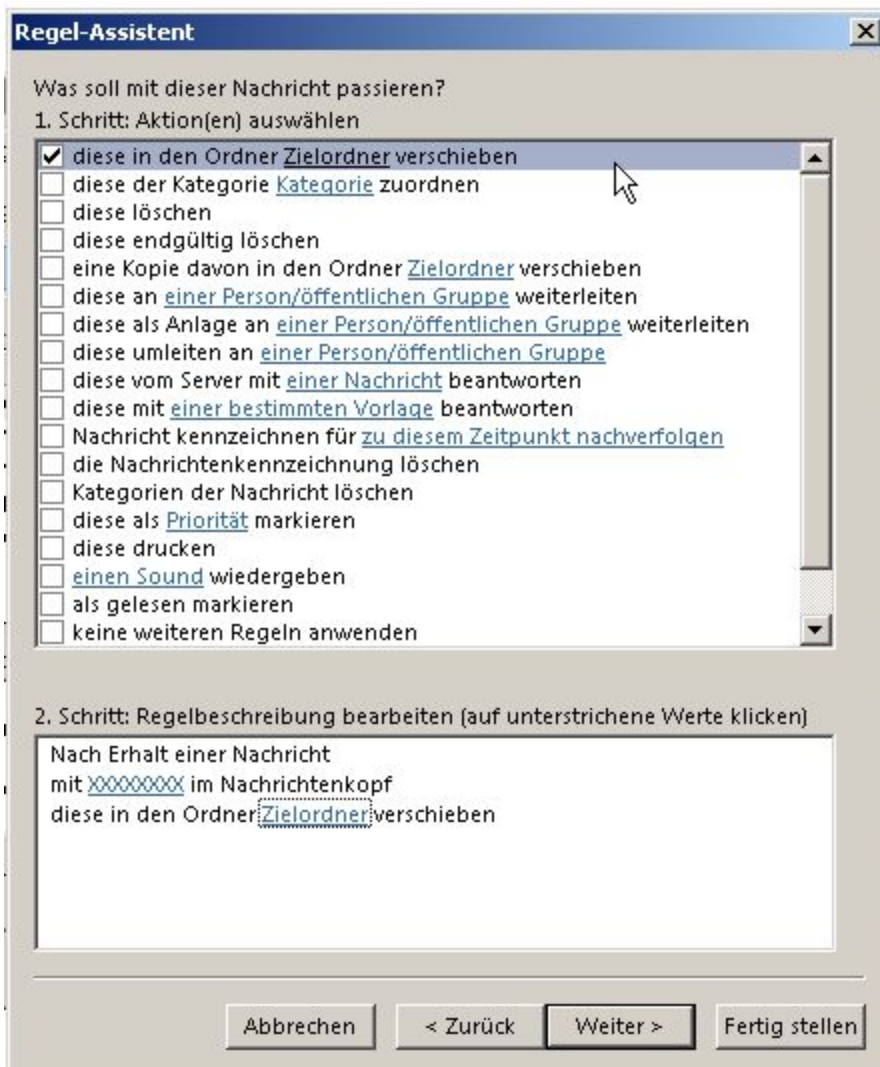 Regel-Assistent
Was soll mit dieser Nachricht passieren?
1. Schritt: Aktion(en) auswählen
diese in den Ordner Zielordner verschieben
diese der Kategorie Kategorie zuordnen
diese löschen
diese endgültig löschen
eine Kopie davon in den Ordner Zielordner verschieben
diese an einer Person/öffentlichen Gruppe weiterleiten
diese als Anlage an einer Person/öffentlichen Gruppe weiterleiten
diese umleiten an einer Person/öffentlichen Gruppe
diese vom Server mit einer Nachricht beantworten
diese mit einer bestimmten Vorlage beantworten
Nachricht kennzeichnen für zu diesem Zeitpunkt nachverfolgen
die Nachrichtenkennzeichnung löschen
Kategorien der Nachricht löschen
diese als Priorität markieren
diese drucken
einen Sound wiedergeben
als gelesen markieren
keine weiteren Regeln anwenden
2. Schritt: Regelbeschreibung bearbeiten (auf unterstrichene Werte klicken)
Nach Erhalt einer Nachricht
mit XXXXXXXX im Nachrichtenkopf
diese in den Ordner Zielordner verschieben
Abbrechen < Zurück Weiter > Fertig stellen